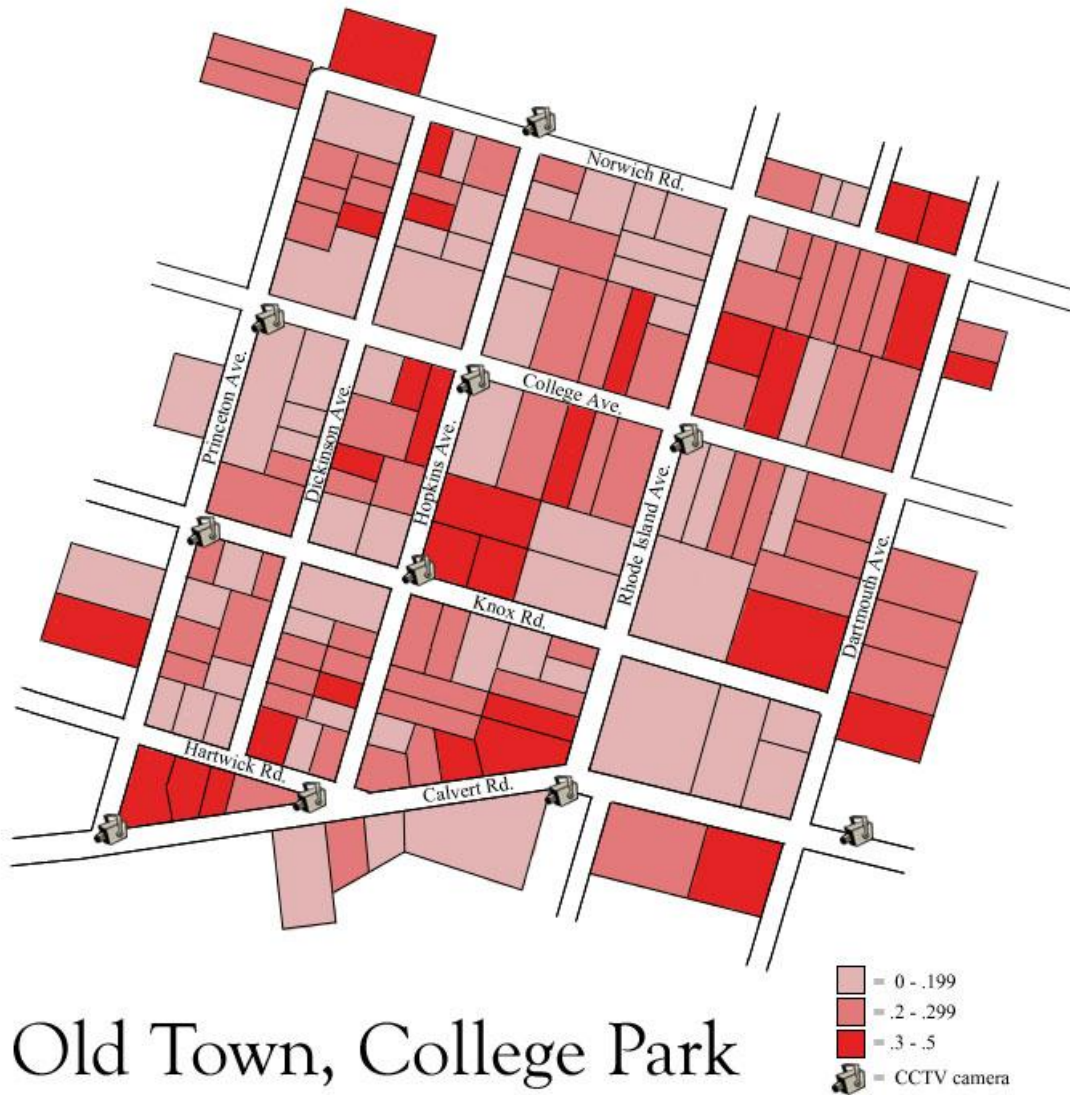 Norwich Rd.
College Ave.
Princeton Ave.
Dickinson Ave.
Hopkins Ave.
Rhode Island Ave.
Dartmouth Ave.
Knox Rd.
Hartwick Rd.
Calvert Rd.
= 0 - .199
= .2 - .299
= .3 - .5
= CCTV camera
Old Town, College Park